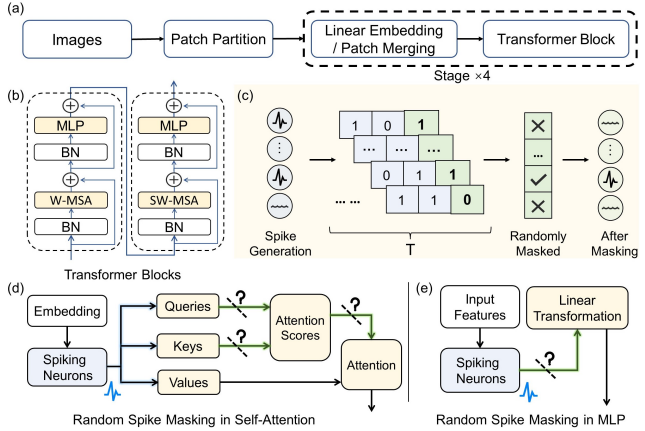 (a)
Images
Patch Partition
Linear Embedding
/ Patch Merging
Transformer Block
Stage ×4
(b)
MLP
BN
W-MSA
BN
MLP
BN
SW-MSA
BN
Transformer Blocks
(c)
Spike
Generation
1 0 1
... ... ...
0 1 1
... ...
1 1 0
T
...
Randomly
Masked
After
Masking
(d)
Embedding
Spiking
Neurons
Queries
Keys
Values
?
?
Attention
Scores
?
Attention
Random Spike Masking in Self-Attention
(e)
Input
Features
Spiking
Neurons
?
Linear
Transformation
Random Spike Masking in MLP